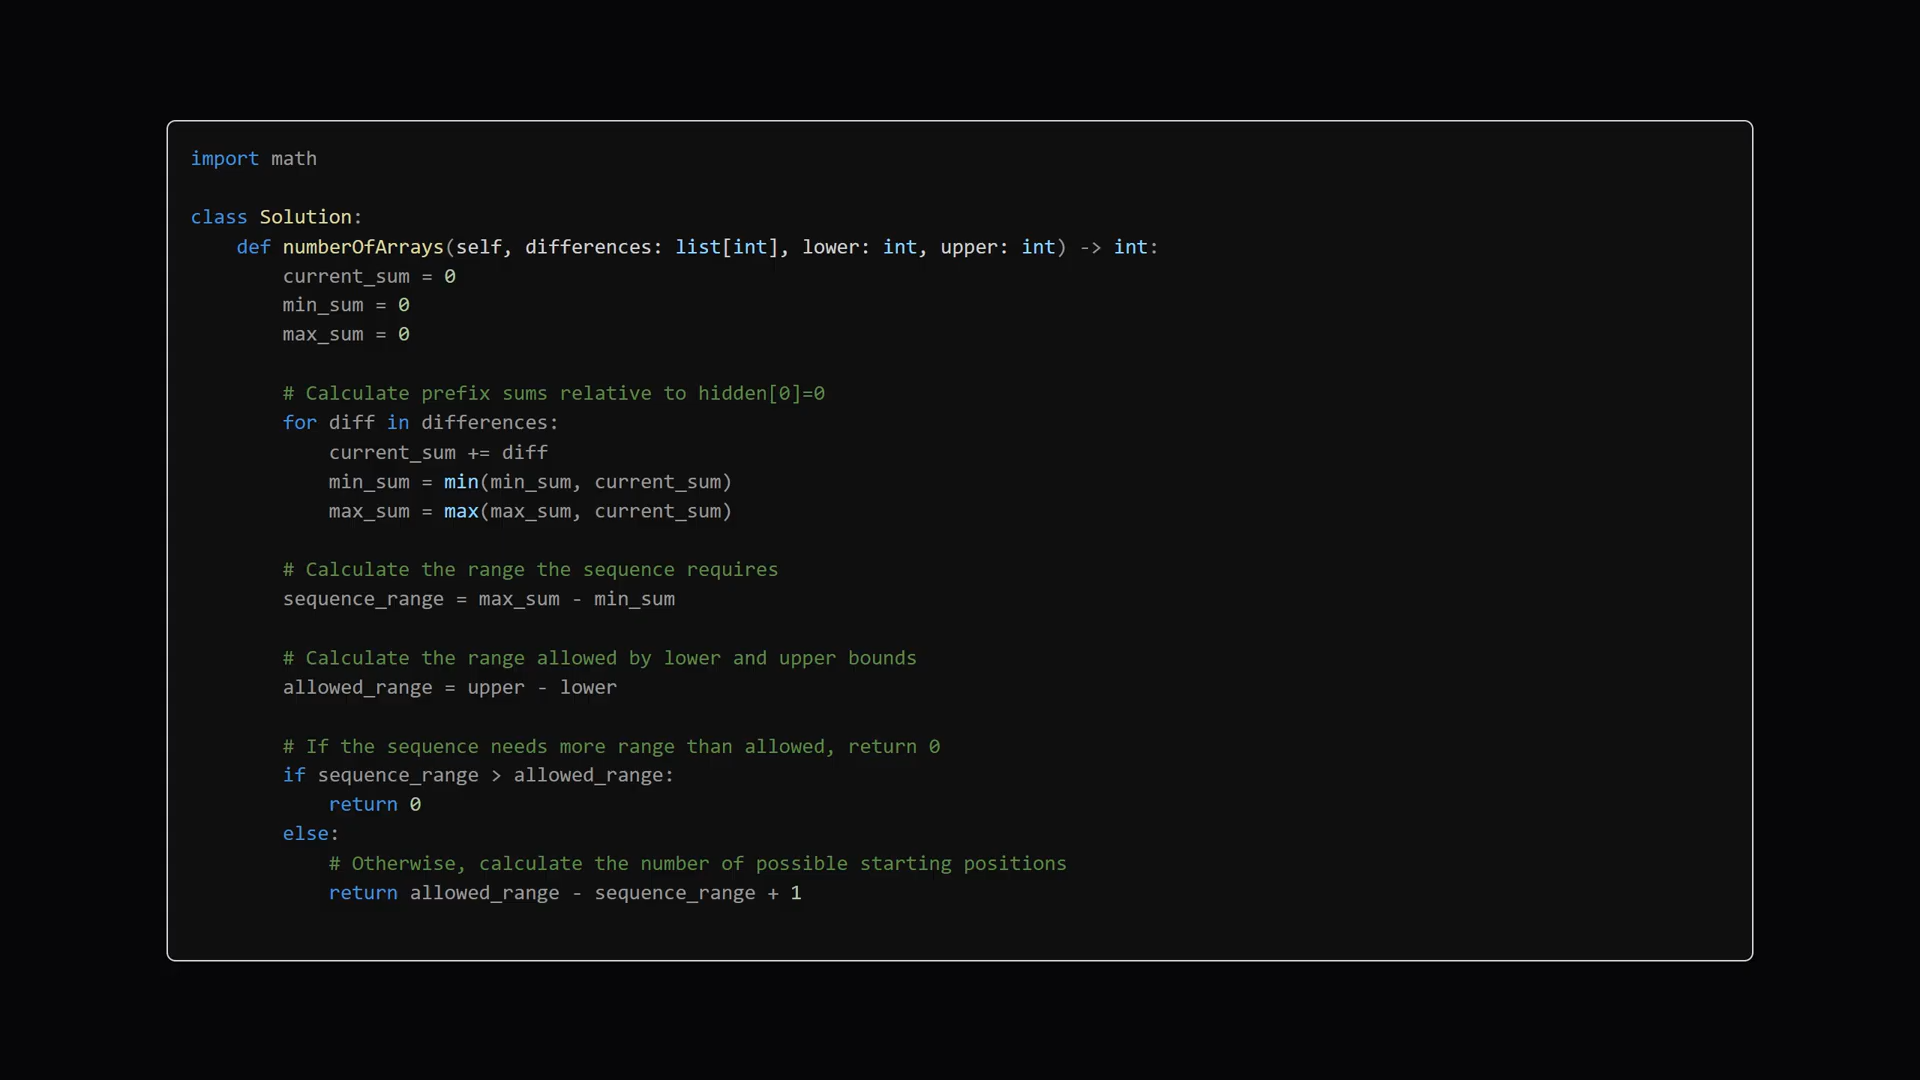 import math
class Solution:
    def numberOfArrays(self, differences: list[int], lower: int, upper: int) -> int:
        current_sum = 0
        min_sum = 0
        max_sum = 0
        # Calculate prefix sums relative to hidden[0]=0
        for diff in differences:
            current_sum += diff
            min_sum = min(min_sum, current_sum)
            max_sum = max(max_sum, current_sum)
        # Calculate the range the sequence requires
        sequence_range = max_sum - min_sum
        # Calculate the range allowed by lower and upper bounds
        allowed_range = upper - lower
        # If the sequence needs more range than allowed, return 0
        if sequence_range > allowed_range:
            return 0
        else:
            # Otherwise, calculate the number of possible starting positions
            return allowed_range - sequence_range + 1